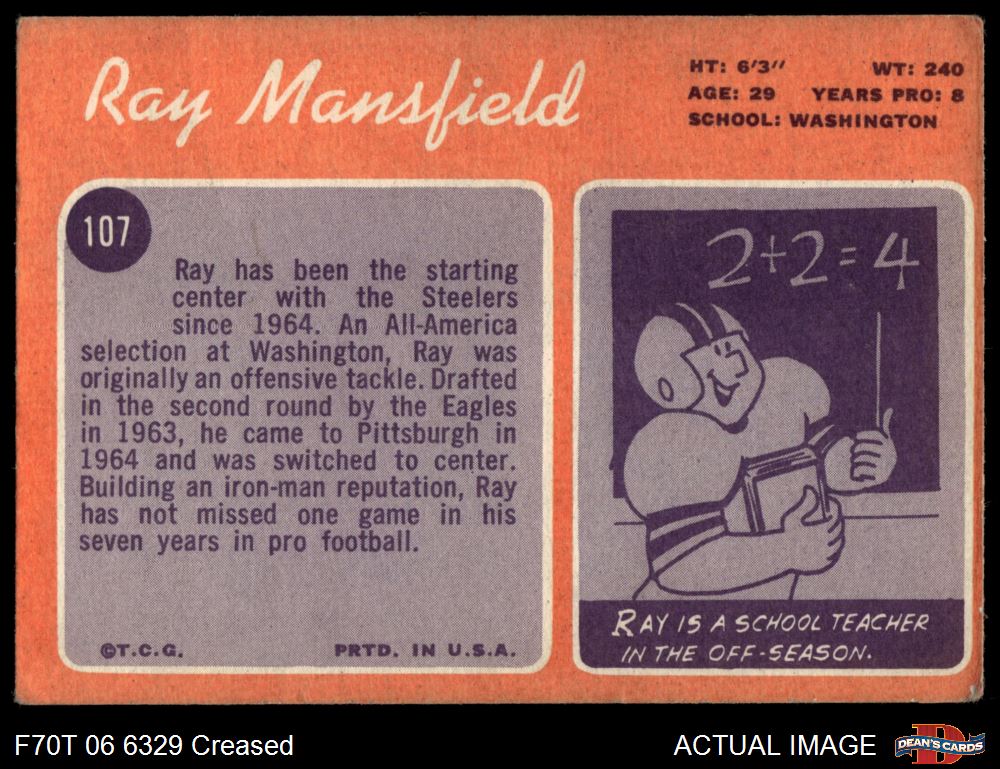 Ray Mansfield
HT: 6'3" WT: 240
AGE: 29 YEARS PRO: 8
SCHOOL: WASHINGTON
107
Ray has been the starting
center with the Steelers
since 1964. An All-America
selection at Washington, Ray was
originally an offensive tackle. Drafted
in the second round by the Eagles
in 1963, he came to Pittsburgh in
1964 and was switched to center.
Building an iron-man reputation, Ray
has not missed one game in his
seven years in pro football.
©T.C.G. PRTD. IN U.S.A.
2+2=4
RAY IS A SCHOOL TEACHER
IN THE OFF-SEASON.
F70T 06 6329 Creased
ACTUAL IMAGE
D
DEAN'S CARDS